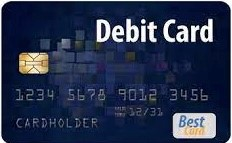 Debit Card
1234 5678 9012 3456
12/31
CARDHOLDER
Best
Card